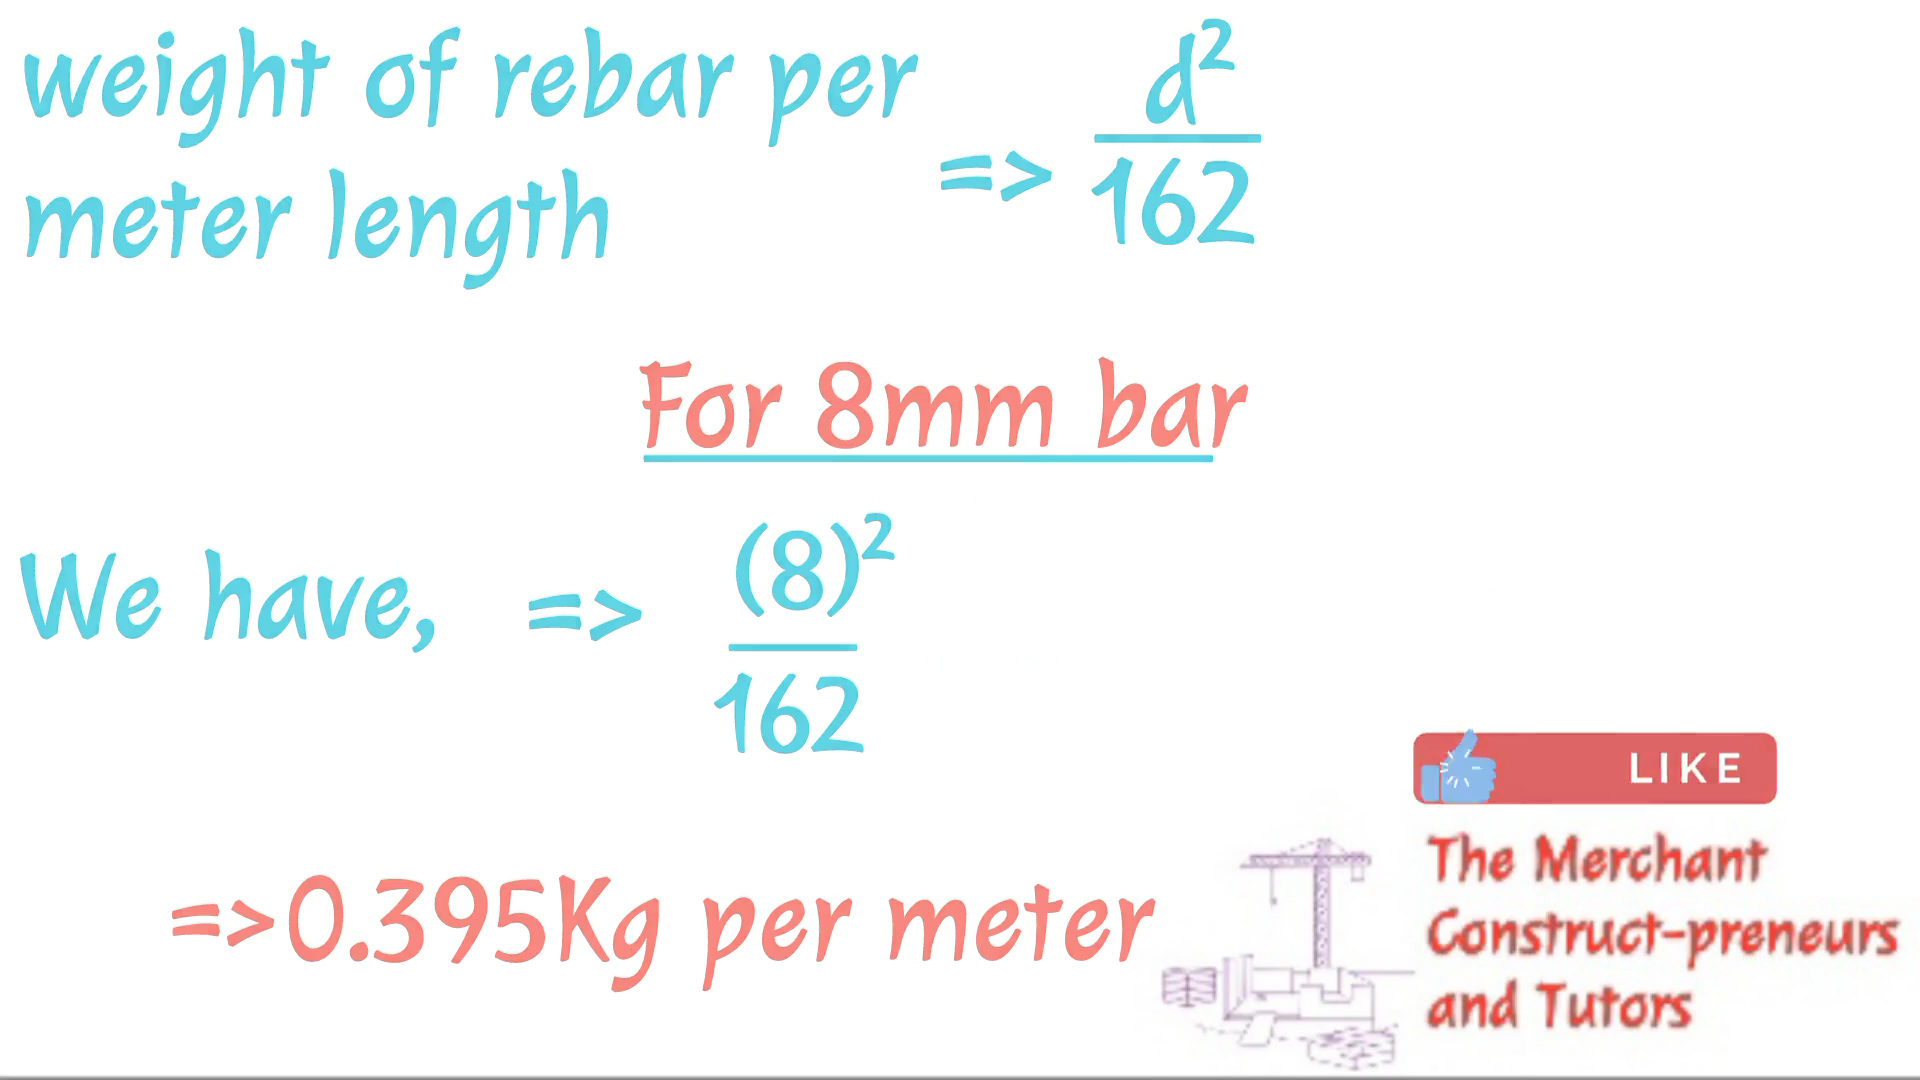 weight of rebar per
meter length
=> d²
162
For 8mm bar
We have, => (8)²
162
=>0.395Kg per meter
LIKE
The Merchant
Construct-preneurs
and Tutors